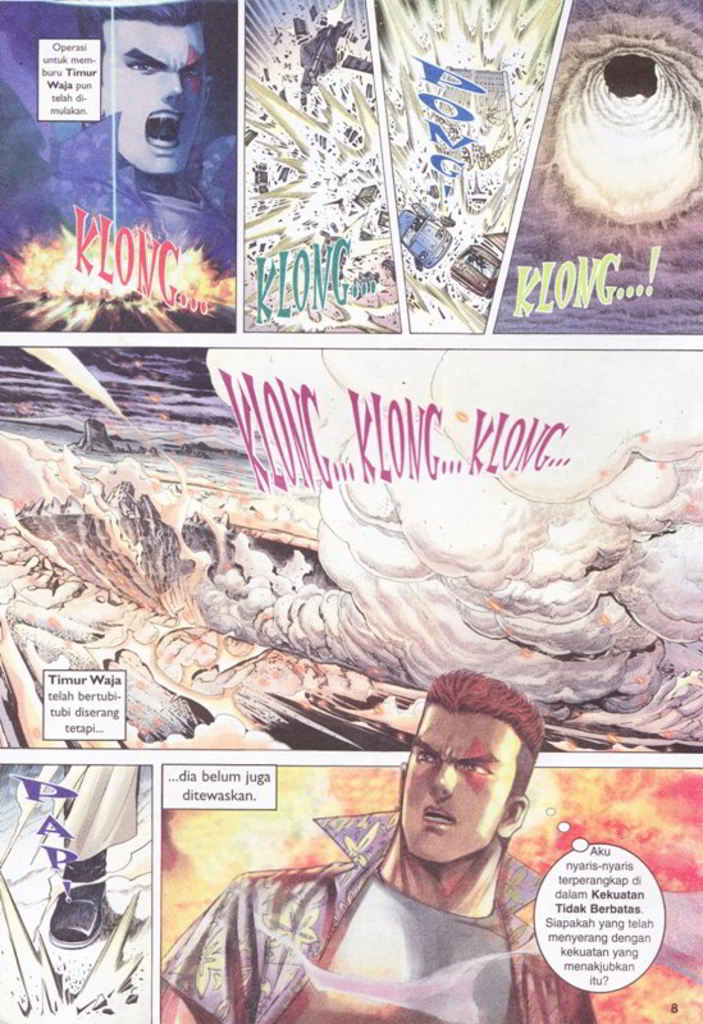 Operasi
untuk mem-
buru Timur
Waja pun
telah di-
mulakan.
KLONG....
KLONG....
KLONG...
KLONG...!
KLONG... KLONG... KLONG...
Timur Waja
telah bertubi-
tubi diserang
tetapi...
PAP!
...dia belum juga
ditewaskan.
Aku
nyaris-nyaris
terperangkap di
dalam Kekuatan
Tidak Berbatas.
Siapakah yang telah
menyerang dengan
kekuatan yang
menakjubkan
itu?
8